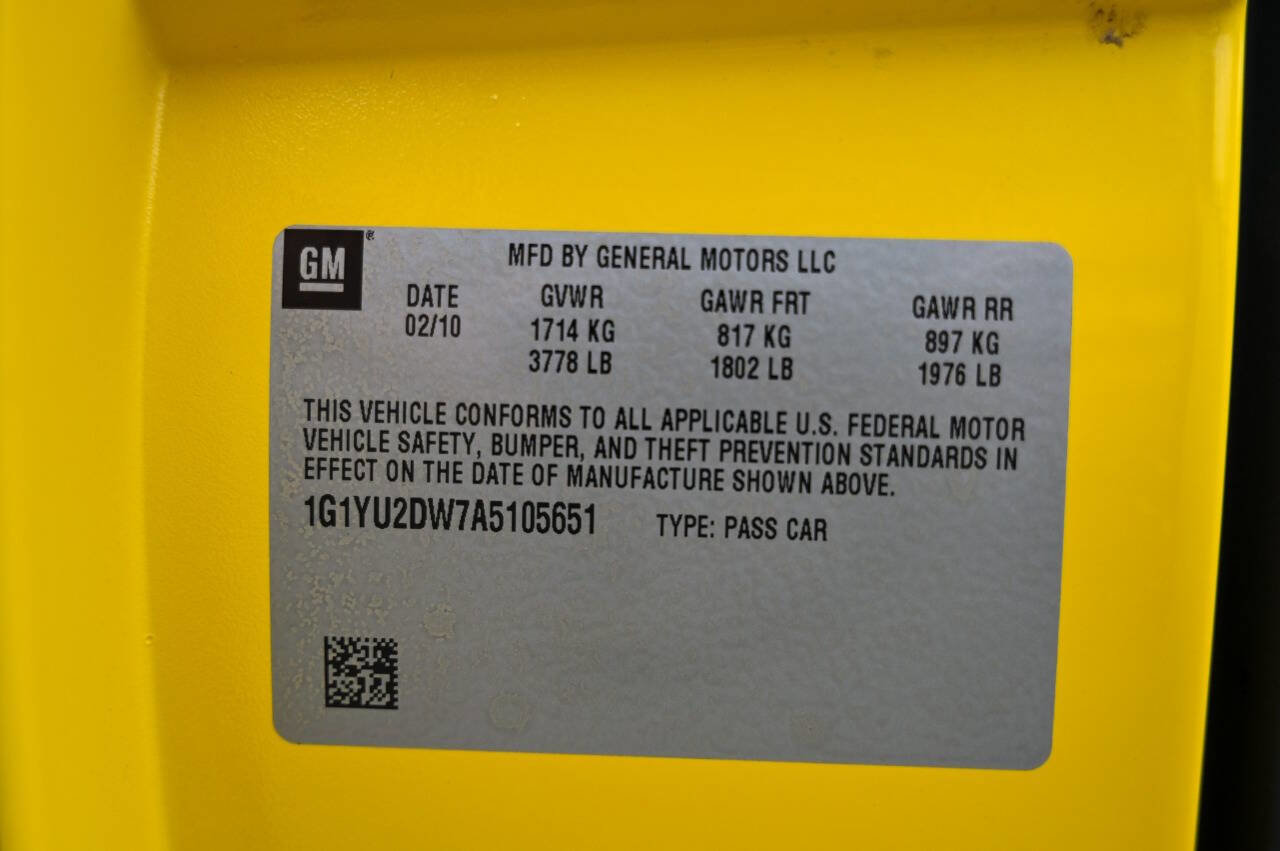 GM®
MFD BY GENERAL MOTORS LLC
DATE GVWR GAWR FRT GAWR RR
02/10 1714 KG 817 KG 897 KG
3778 LB 1802 LB 1976 LB
THIS VEHICLE CONFORMS TO ALL APPLICABLE U.S. FEDERAL MOTOR
VEHICLE SAFETY, BUMPER, AND THEFT PREVENTION STANDARDS IN
EFFECT ON THE DATE OF MANUFACTURE SHOWN ABOVE.
1G1YU2DW7A5105651 TYPE: PASS CAR